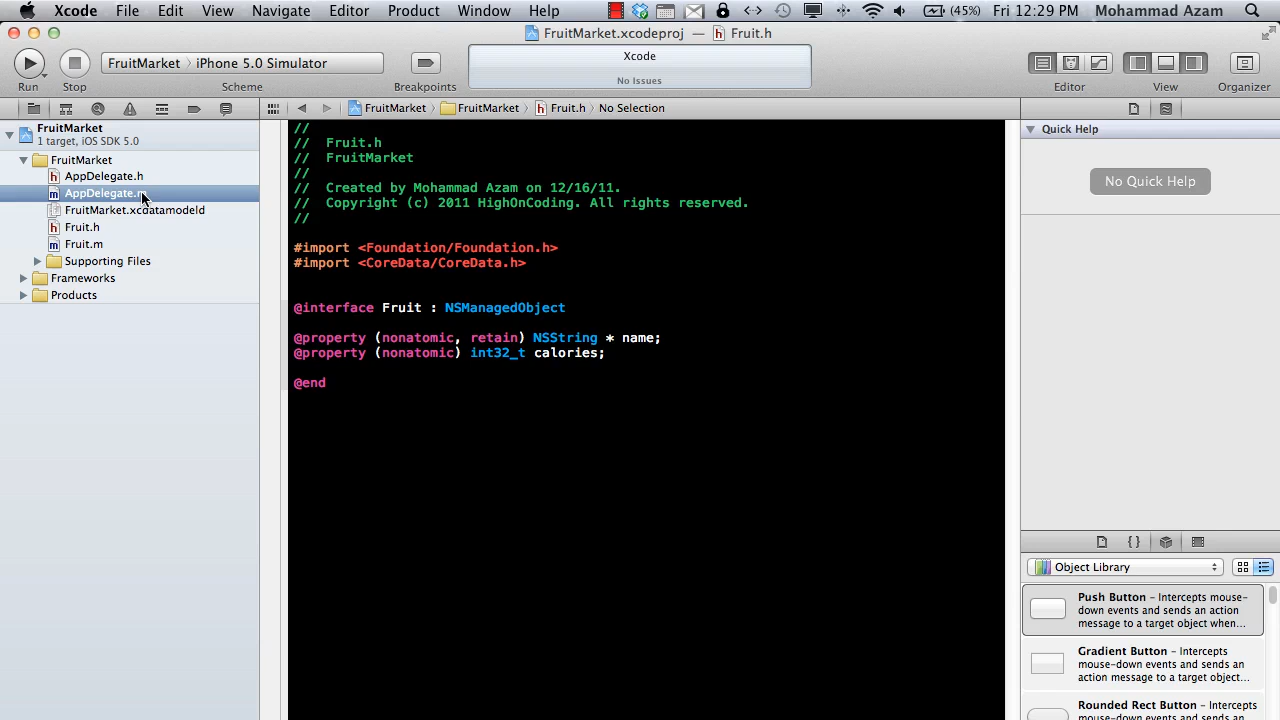 Xcode File Edit View Navigate Editor Product Window Help (45%) Fri 12:29 PM Mohammad Azam
FruitMarket.xcodeproj — Fruit.h
FruitMarket iPhone 5.0 Simulator
Xcode
No Issues
Run Stop Scheme Breakpoints Editor View Organizer
FruitMarket FruitMarket Fruit.h No Selection
FruitMarket
1 target, iOS SDK 5.0
FruitMarket
AppDelegate.h
AppDelegate.m
FruitMarket.xcdatamodeld
Fruit.h
Fruit.m
Supporting Files
Frameworks
Products
//
// Fruit.h
// FruitMarket
//
// Created by Mohammad Azam on 12/16/11.
// Copyright (c) 2011 HighOnCoding. All rights reserved.
//
#import <Foundation/Foundation.h>
#import <CoreData/CoreData.h>
@interface Fruit : NSManagedObject
@property (nonatomic, retain) NSString * name;
@property (nonatomic) int32_t calories;
@end
Quick Help
No Quick Help
{}
Object Library
Push Button – Intercepts mouse-
down events and sends an action
message to a target object when...
Gradient Button – Intercepts
mouse-down events and sends an
action message to a target object...
Rounded Rect Button – Intercepts
mouse-down events and sends an